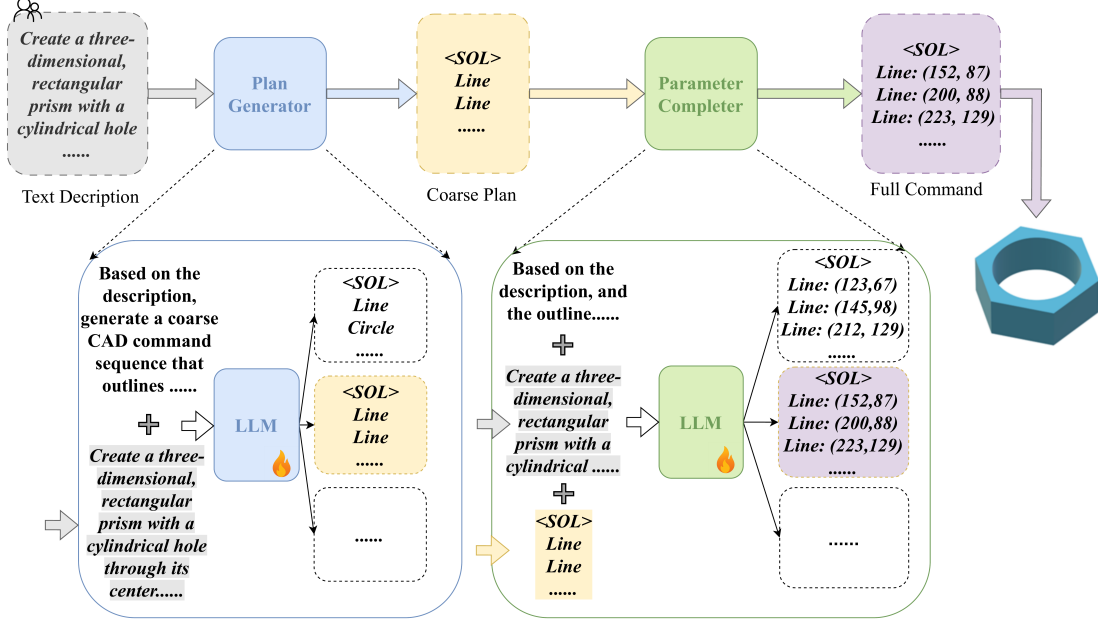 Create a three-
dimensional,
rectangular
prism with a
cylindrical hole
......
Text Decription
Plan
Generator
<SOL>
Line
Line
......
Coarse Plan
Parameter
Completer
<SOL>
Line: (152, 87)
Line: (200, 88)
Line: (223, 129)
......
Full Command
Based on the
description,
generate a coarse
CAD command
sequence that
outlines ......
Create a three-
dimensional,
rectangular
prism with a
cylindrical hole
through its
center......
LLM
<SOL>
Line
Circle
......
<SOL>
Line
Line
......
......
Based on the
description, and
the outline......
Create a three-
dimensional,
rectangular
prism with a
cylindrical ......
<SOL>
Line
Line
......
LLM
<SOL>
Line: (123,67)
Line: (145,98)
Line: (212, 129)
......
<SOL>
Line: (152,87)
Line: (200,88)
Line: (223,129)
......
......